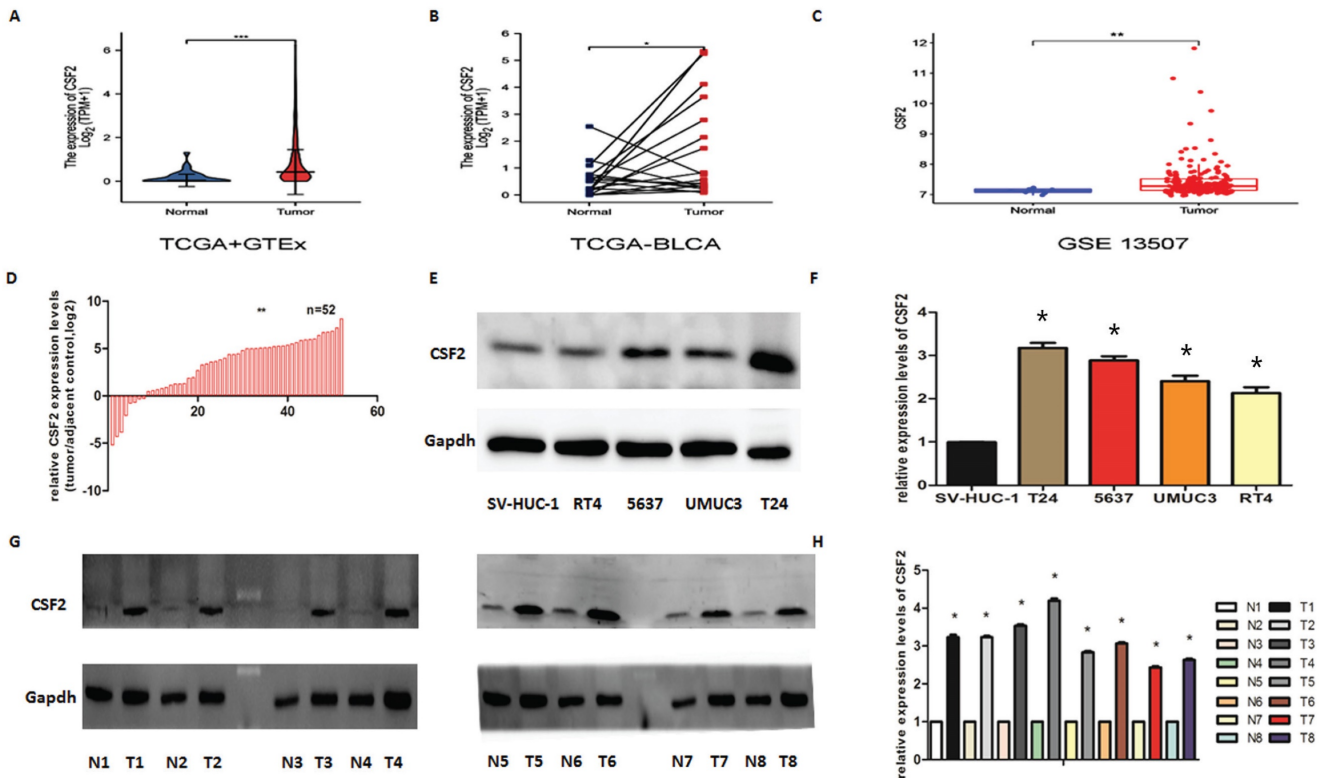 A
The expression of CSF2
Log2 (TPM+1)
6
4
2
0
***
Normal
Tumor
TCGA+GTEx
B
The expression of CSF2
Log2 (TPM+1)
6
5
4
3
2
1
0
*
Normal
Tumor
TCGA-BLCA
C
CSF2
12
11
10
9
8
7
**
Normal
Tumor
GSE 13507
D
relative CSF2 expression levels
(tumor/adjacent control,log2)
10
5
0
-5
-10
**
n=52
20
40
60
E
CSF2
Gapdh
SV-HUC-1 RT4 5637 UMUC3 T24
F
relative expression levels of CSF2
4
3
2
1
0
* * * *
SV-HUC-1 T24 5637 UMUC3 RT4
G
CSF2
Gapdh
N1 T1 N2 T2 N3 T3 N4 T4
N5 T5 N6 T6 N7 T7 N8 T8
H
relative expression levels of CSF2
5
4
3
2
1
0
* * * * * * * *
N1 T1
N2 T2
N3 T3
N4 T4
N5 T5
N6 T6
N7 T7
N8 T8